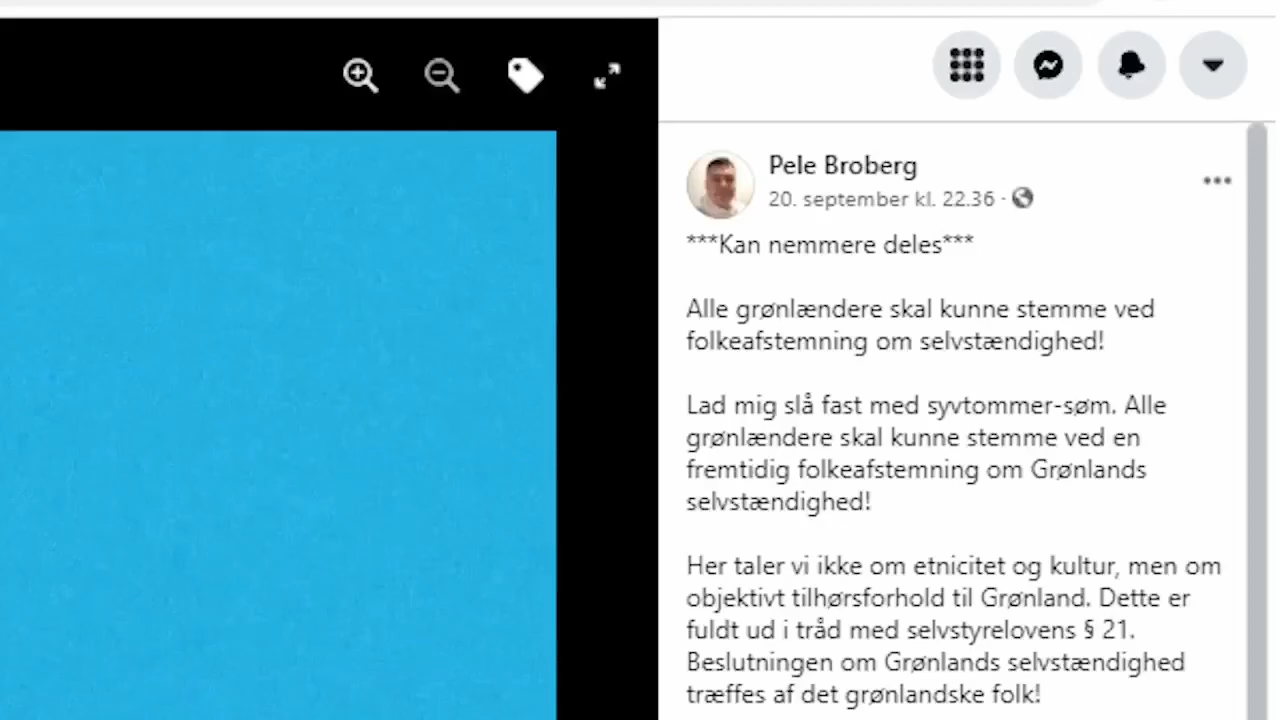 Pele Broberg
20. september kl. 22.36 ·
***Kan nemmere deles***
Alle grønlændere skal kunne stemme ved
folkeafstemning om selvstændighed!
Lad mig slå fast med syvtommer-søm. Alle
grønlændere skal kunne stemme ved en
fremtidig folkeafstemning om Grønlands
selvstændighed!
Her taler vi ikke om etnicitet og kultur, men om
objektivt tilhørsforhold til Grønland. Dette er
fuldt ud i tråd med selvstyrelovens § 21.
Beslutningen om Grønlands selvstændighed
træffes af det grønlandske folk!